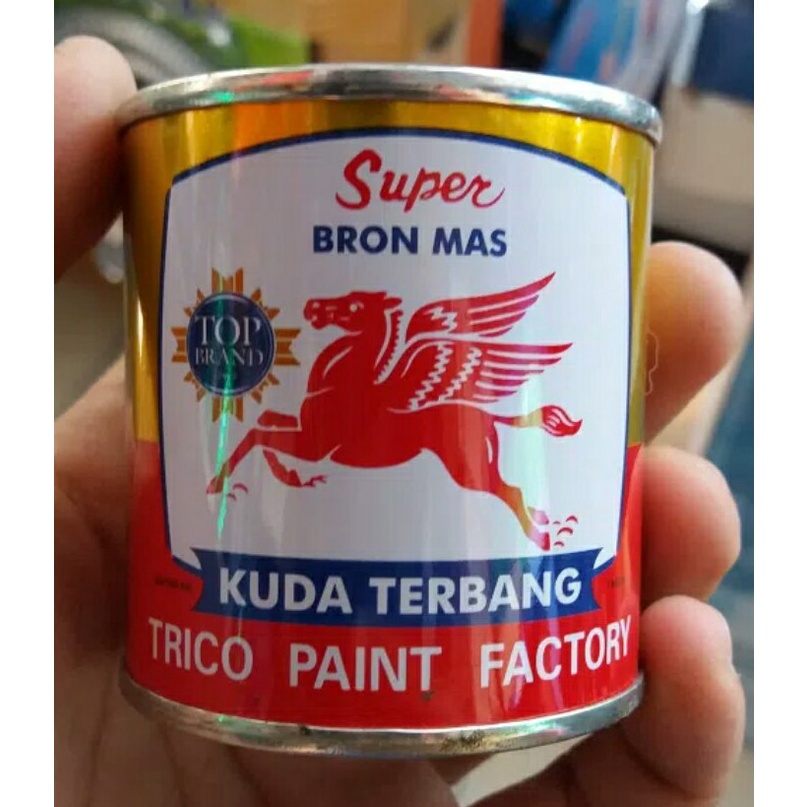 Super
BRON MAS
TOP
BRAND
KUDA TERBANG
TRICO PAINT FACTORY